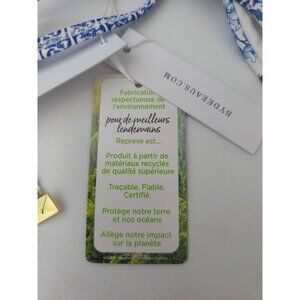 BYDEEAUS.COM
Fabrication
respectueuse de
l'environnement
pour de meilleurs
lendemains
Repreve est...
Produit à partir de
matériaux recyclés
de qualité supérieure
Traçable. Fiable.
Certifié.
Protège notre terre
et nos océans
Allège notre impact
sur la planète